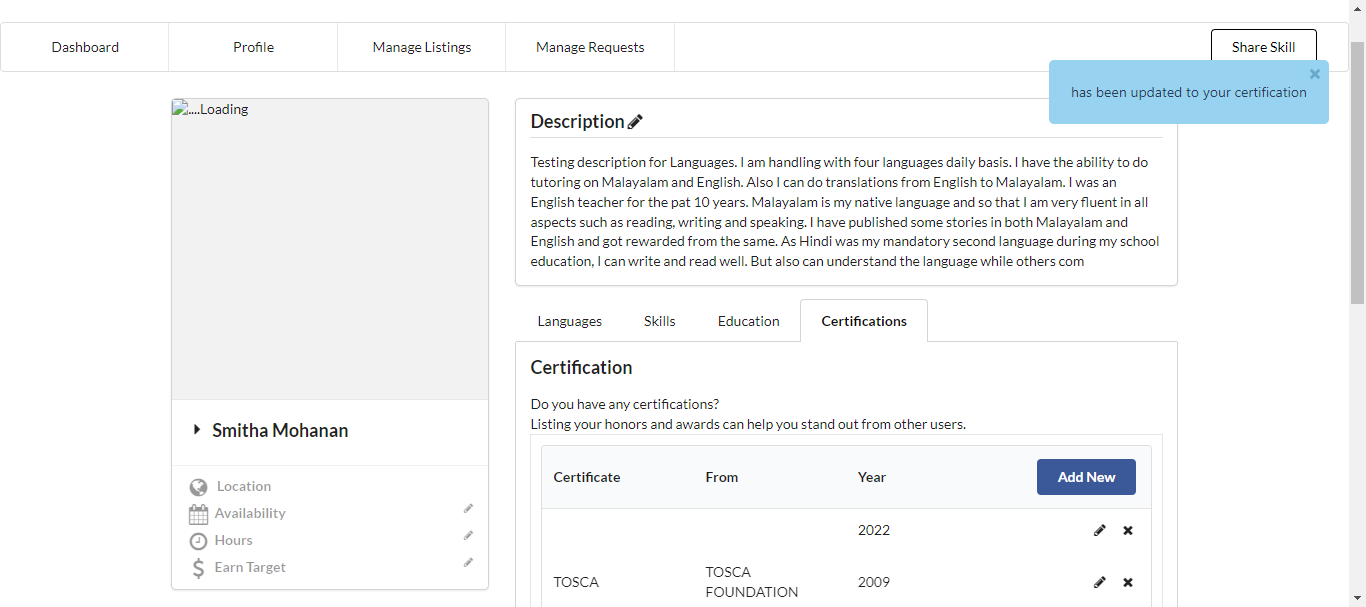 Dashboard
Profile
Manage Listings
Manage Requests
Share Skill
has been updated to your certification
....Loading
Smitha Mohanan
Location
Availability
Hours
Earn Target
Description
Testing description for Languages. I am handling with four languages daily basis. I have the ability to do
tutoring on Malayalam and English. Also I can do translations from English to Malayalam. I was an
English teacher for the pat 10 years. Malayalam is my native language and so that I am very fluent in all
aspects such as reading, writing and speaking. I have published some stories in both Malayalam and
English and got rewarded from the same. As Hindi was my mandatory second language during my school
education, I can write and read well. But also can understand the language while others com
Languages
Skills
Education
Certifications
Certification
Do you have any certifications?
Listing your honors and awards can help you stand out from other users.
Certificate
From
Year
Add New
2022
TOSCA
TOSCA
FOUNDATION
2009